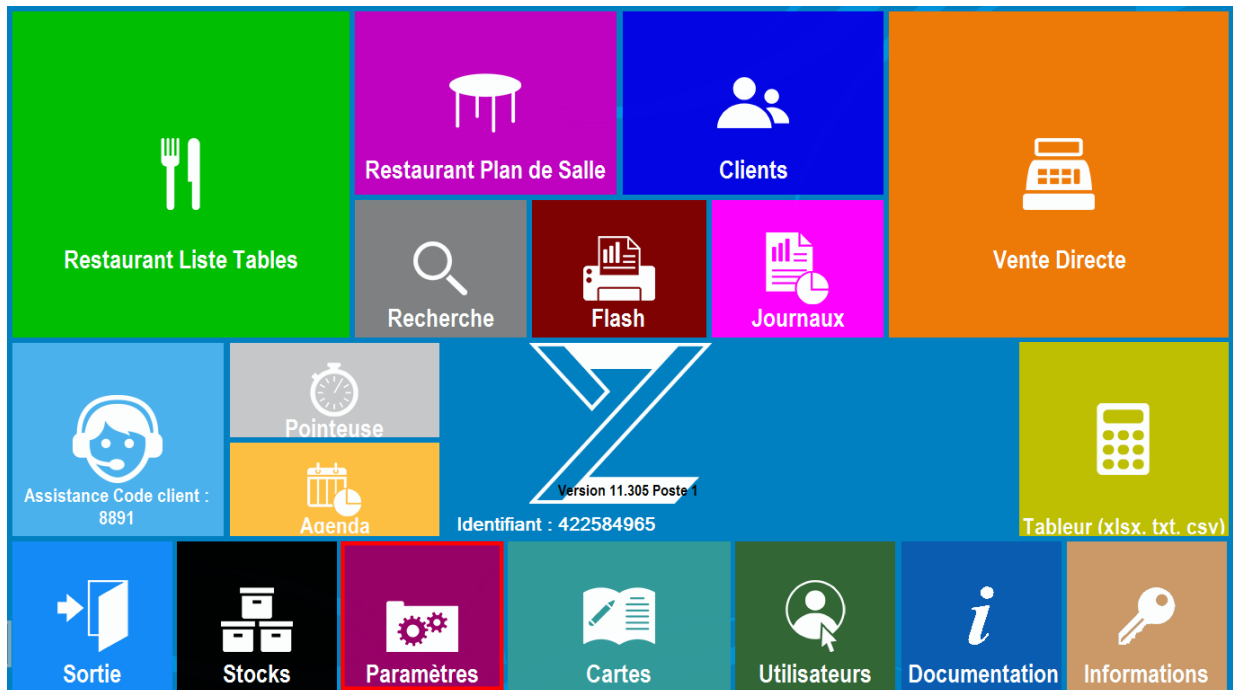 Restaurant Plan de Salle
Clients
Restaurant Liste Tables
Vente Directe
Recherche
Flash
Journaux
Pointeuse
Assistance Code client :
8891
Agenda
Version 11.305 Poste 1
Identifiant : 422584965
Tableur (xlsx, txt, csv)
Sortie
Stocks
Paramètres
Cartes
Utilisateurs
Documentation
Informations